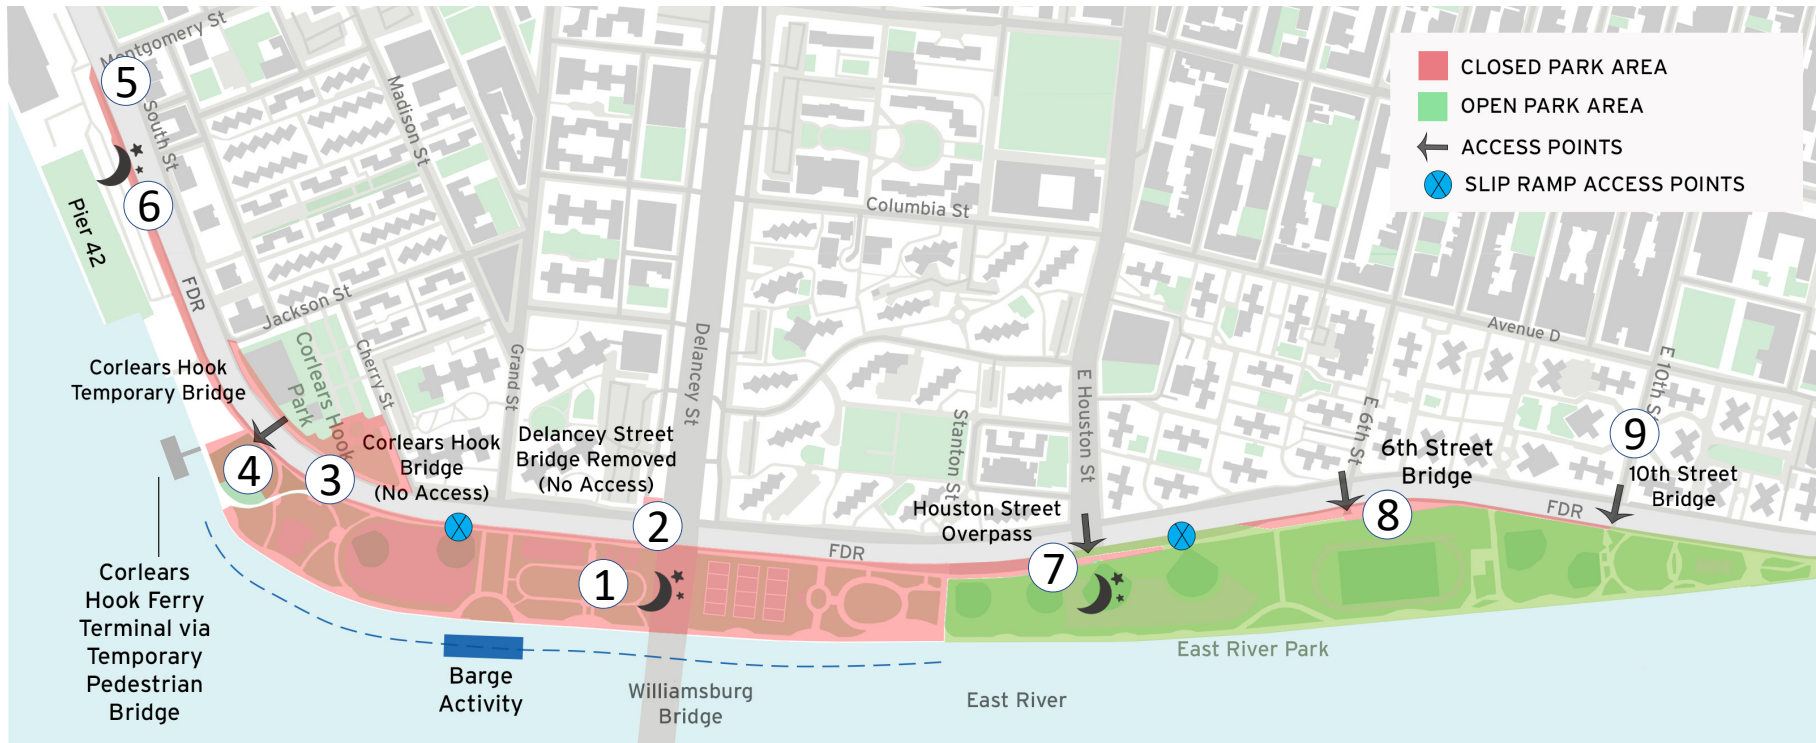 Montgomery St
5
South St
Madison St
6
Pier 42
FDR
Jackson St
Corlears Hook
Park
Corlears Hook
Cherry St
Columbia St
Grand St
Delancey St
Stanton St
E Houston St
E 6th St
Avenue D
E 10th St
CLOSED PARK AREA
OPEN PARK AREA
ACCESS POINTS
SLIP RAMP ACCESS POINTS
Corlears Hook
Temporary Bridge
4
3
Corlears Hook
Bridge
(No Access)
Delancey Street
Bridge Removed
(No Access)
2
1
FDR
Houston Street
Overpass
7
6th Street
Bridge
8
FDR
9
10th Street
Bridge
Corlears
Hook Ferry
Terminal via
Temporary
Pedestrian
Bridge
Barge
Activity
Williamsburg
Bridge
East River
East River Park